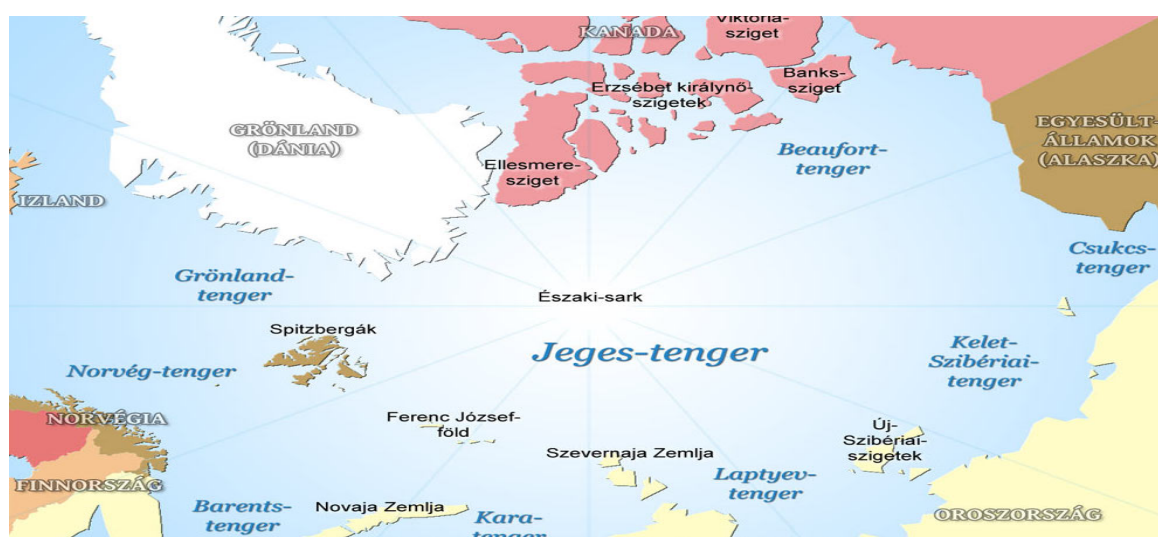 Viktória-
sziget
KANADA
Banks-
sziget
Erzsébet királynő-
szigetek
EGYESÜLT-
ÁLLAMOK
(ALASZKA)
GRÖNLAND
(DÁNIA)
Beaufort-
tenger
Ellesmere-
sziget
IZLAND
Csukcs-
tenger
Grönland-
tenger
Északi-sark
Spitzbergák
Jeges-tenger
Kelet-
Szibériai-
tenger
Norvég-tenger
NORVÉGIA
Ferenc József-
föld
Új-
Szibériai-
szigetek
Szevernaja Zemlja
Laptyev-
tenger
FINNORSZÁG
Barents-
tenger
Novaja Zemlja
Kara-
tenger
OROSZORSZÁG